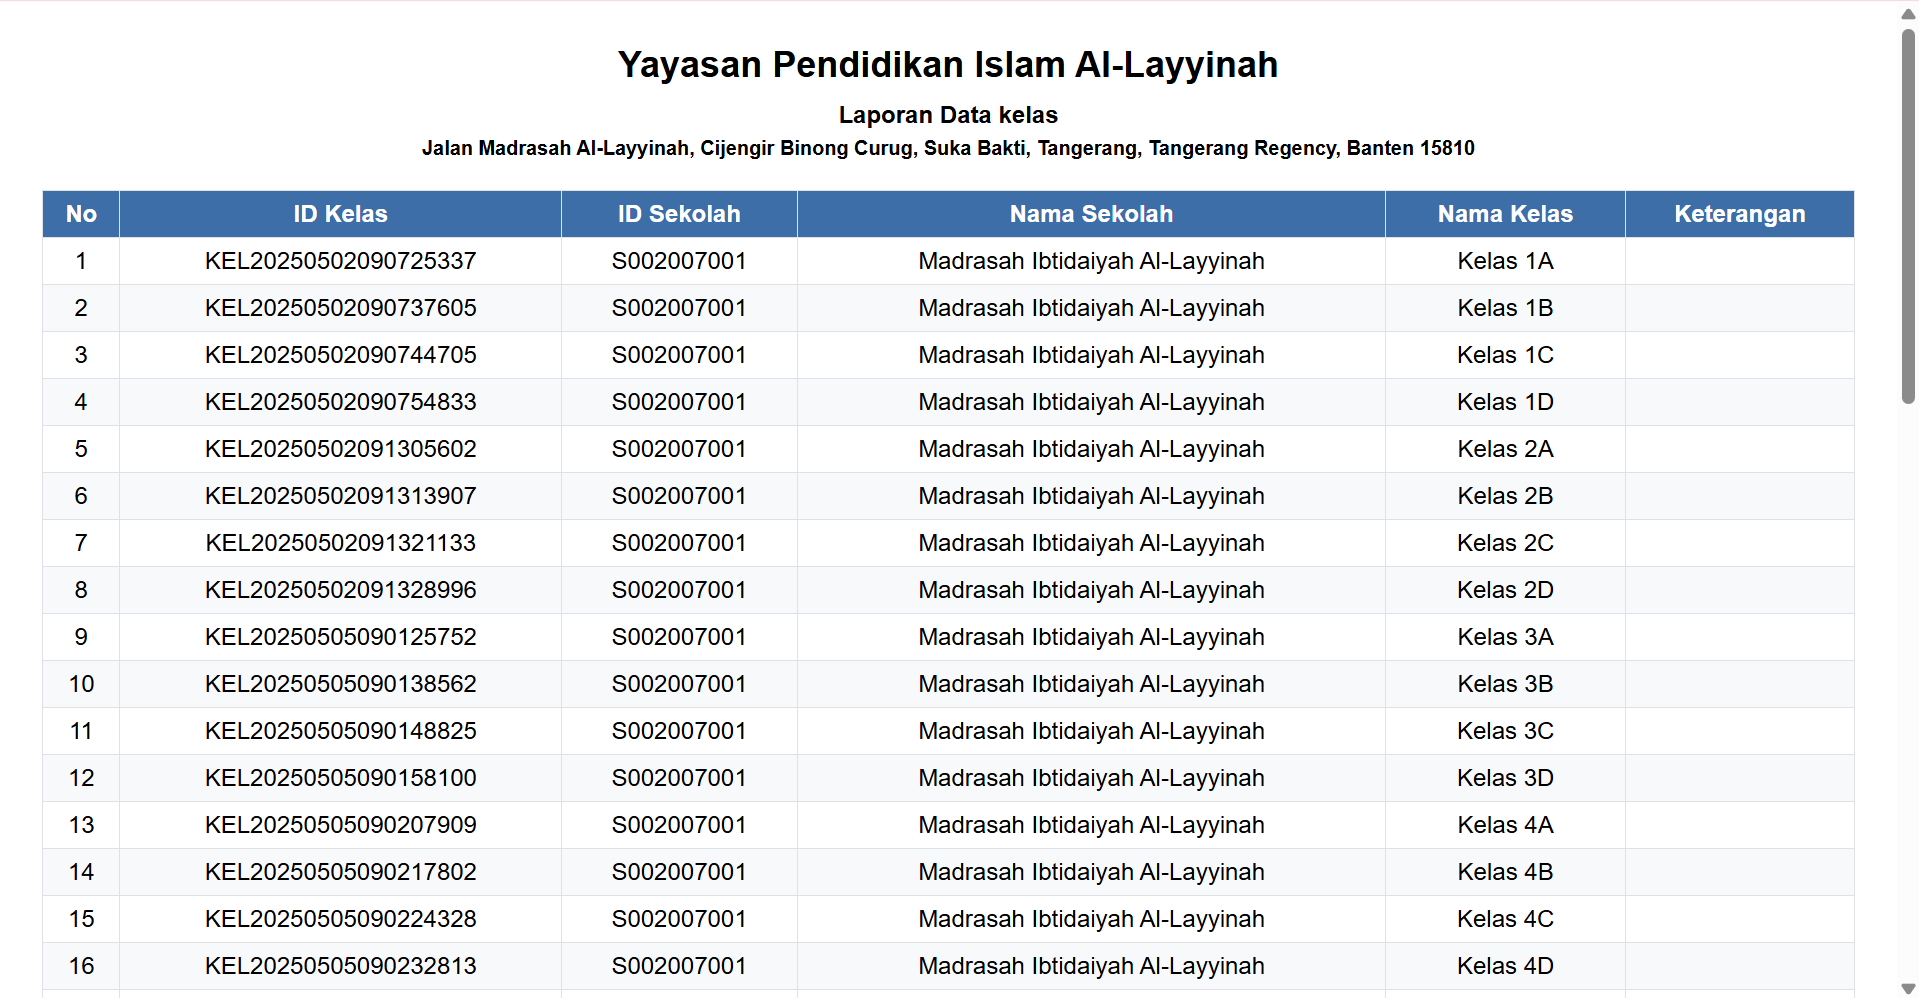 Yayasan Pendidikan Islam Al-Layyinah
Laporan Data kelas
Jalan Madrasah Al-Layyinah, Cijengir Binong Curug, Suka Bakti, Tangerang, Tangerang Regency, Banten 15810
No ID Kelas ID Sekolah Nama Sekolah Nama Kelas Keterangan
1 KEL20250502090725337 S002007001 Madrasah Ibtidaiyah Al-Layyinah Kelas 1A
2 KEL20250502090737605 S002007001 Madrasah Ibtidaiyah Al-Layyinah Kelas 1B
3 KEL20250502090744705 S002007001 Madrasah Ibtidaiyah Al-Layyinah Kelas 1C
4 KEL20250502090754833 S002007001 Madrasah Ibtidaiyah Al-Layyinah Kelas 1D
5 KEL20250502091305602 S002007001 Madrasah Ibtidaiyah Al-Layyinah Kelas 2A
6 KEL20250502091313907 S002007001 Madrasah Ibtidaiyah Al-Layyinah Kelas 2B
7 KEL20250502091321133 S002007001 Madrasah Ibtidaiyah Al-Layyinah Kelas 2C
8 KEL20250502091328996 S002007001 Madrasah Ibtidaiyah Al-Layyinah Kelas 2D
9 KEL20250505090125752 S002007001 Madrasah Ibtidaiyah Al-Layyinah Kelas 3A
10 KEL20250505090138562 S002007001 Madrasah Ibtidaiyah Al-Layyinah Kelas 3B
11 KEL20250505090148825 S002007001 Madrasah Ibtidaiyah Al-Layyinah Kelas 3C
12 KEL20250505090158100 S002007001 Madrasah Ibtidaiyah Al-Layyinah Kelas 3D
13 KEL20250505090207909 S002007001 Madrasah Ibtidaiyah Al-Layyinah Kelas 4A
14 KEL20250505090217802 S002007001 Madrasah Ibtidaiyah Al-Layyinah Kelas 4B
15 KEL20250505090224328 S002007001 Madrasah Ibtidaiyah Al-Layyinah Kelas 4C
16 KEL20250505090232813 S002007001 Madrasah Ibtidaiyah Al-Layyinah Kelas 4D